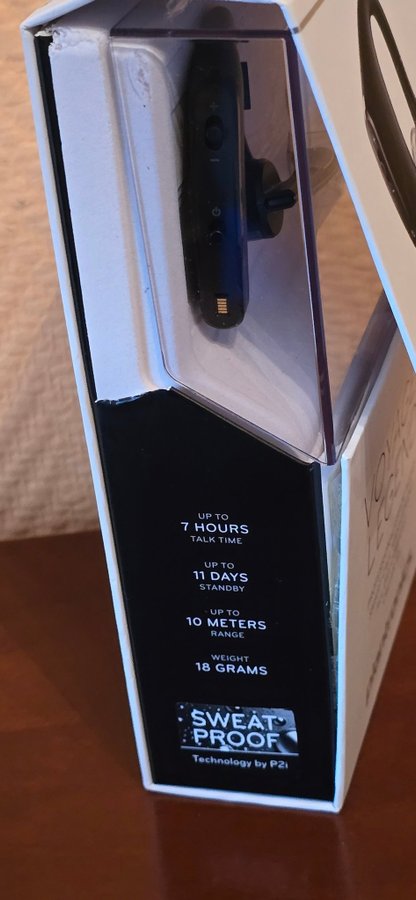 +
-
UP TO
7 HOURS
TALK TIME
UP TO
11 DAYS
STANDBY
UP TO
10 METERS
RANGE
WEIGHT
18 GRAMS
SWEAT
PROOF
Technology by P2i